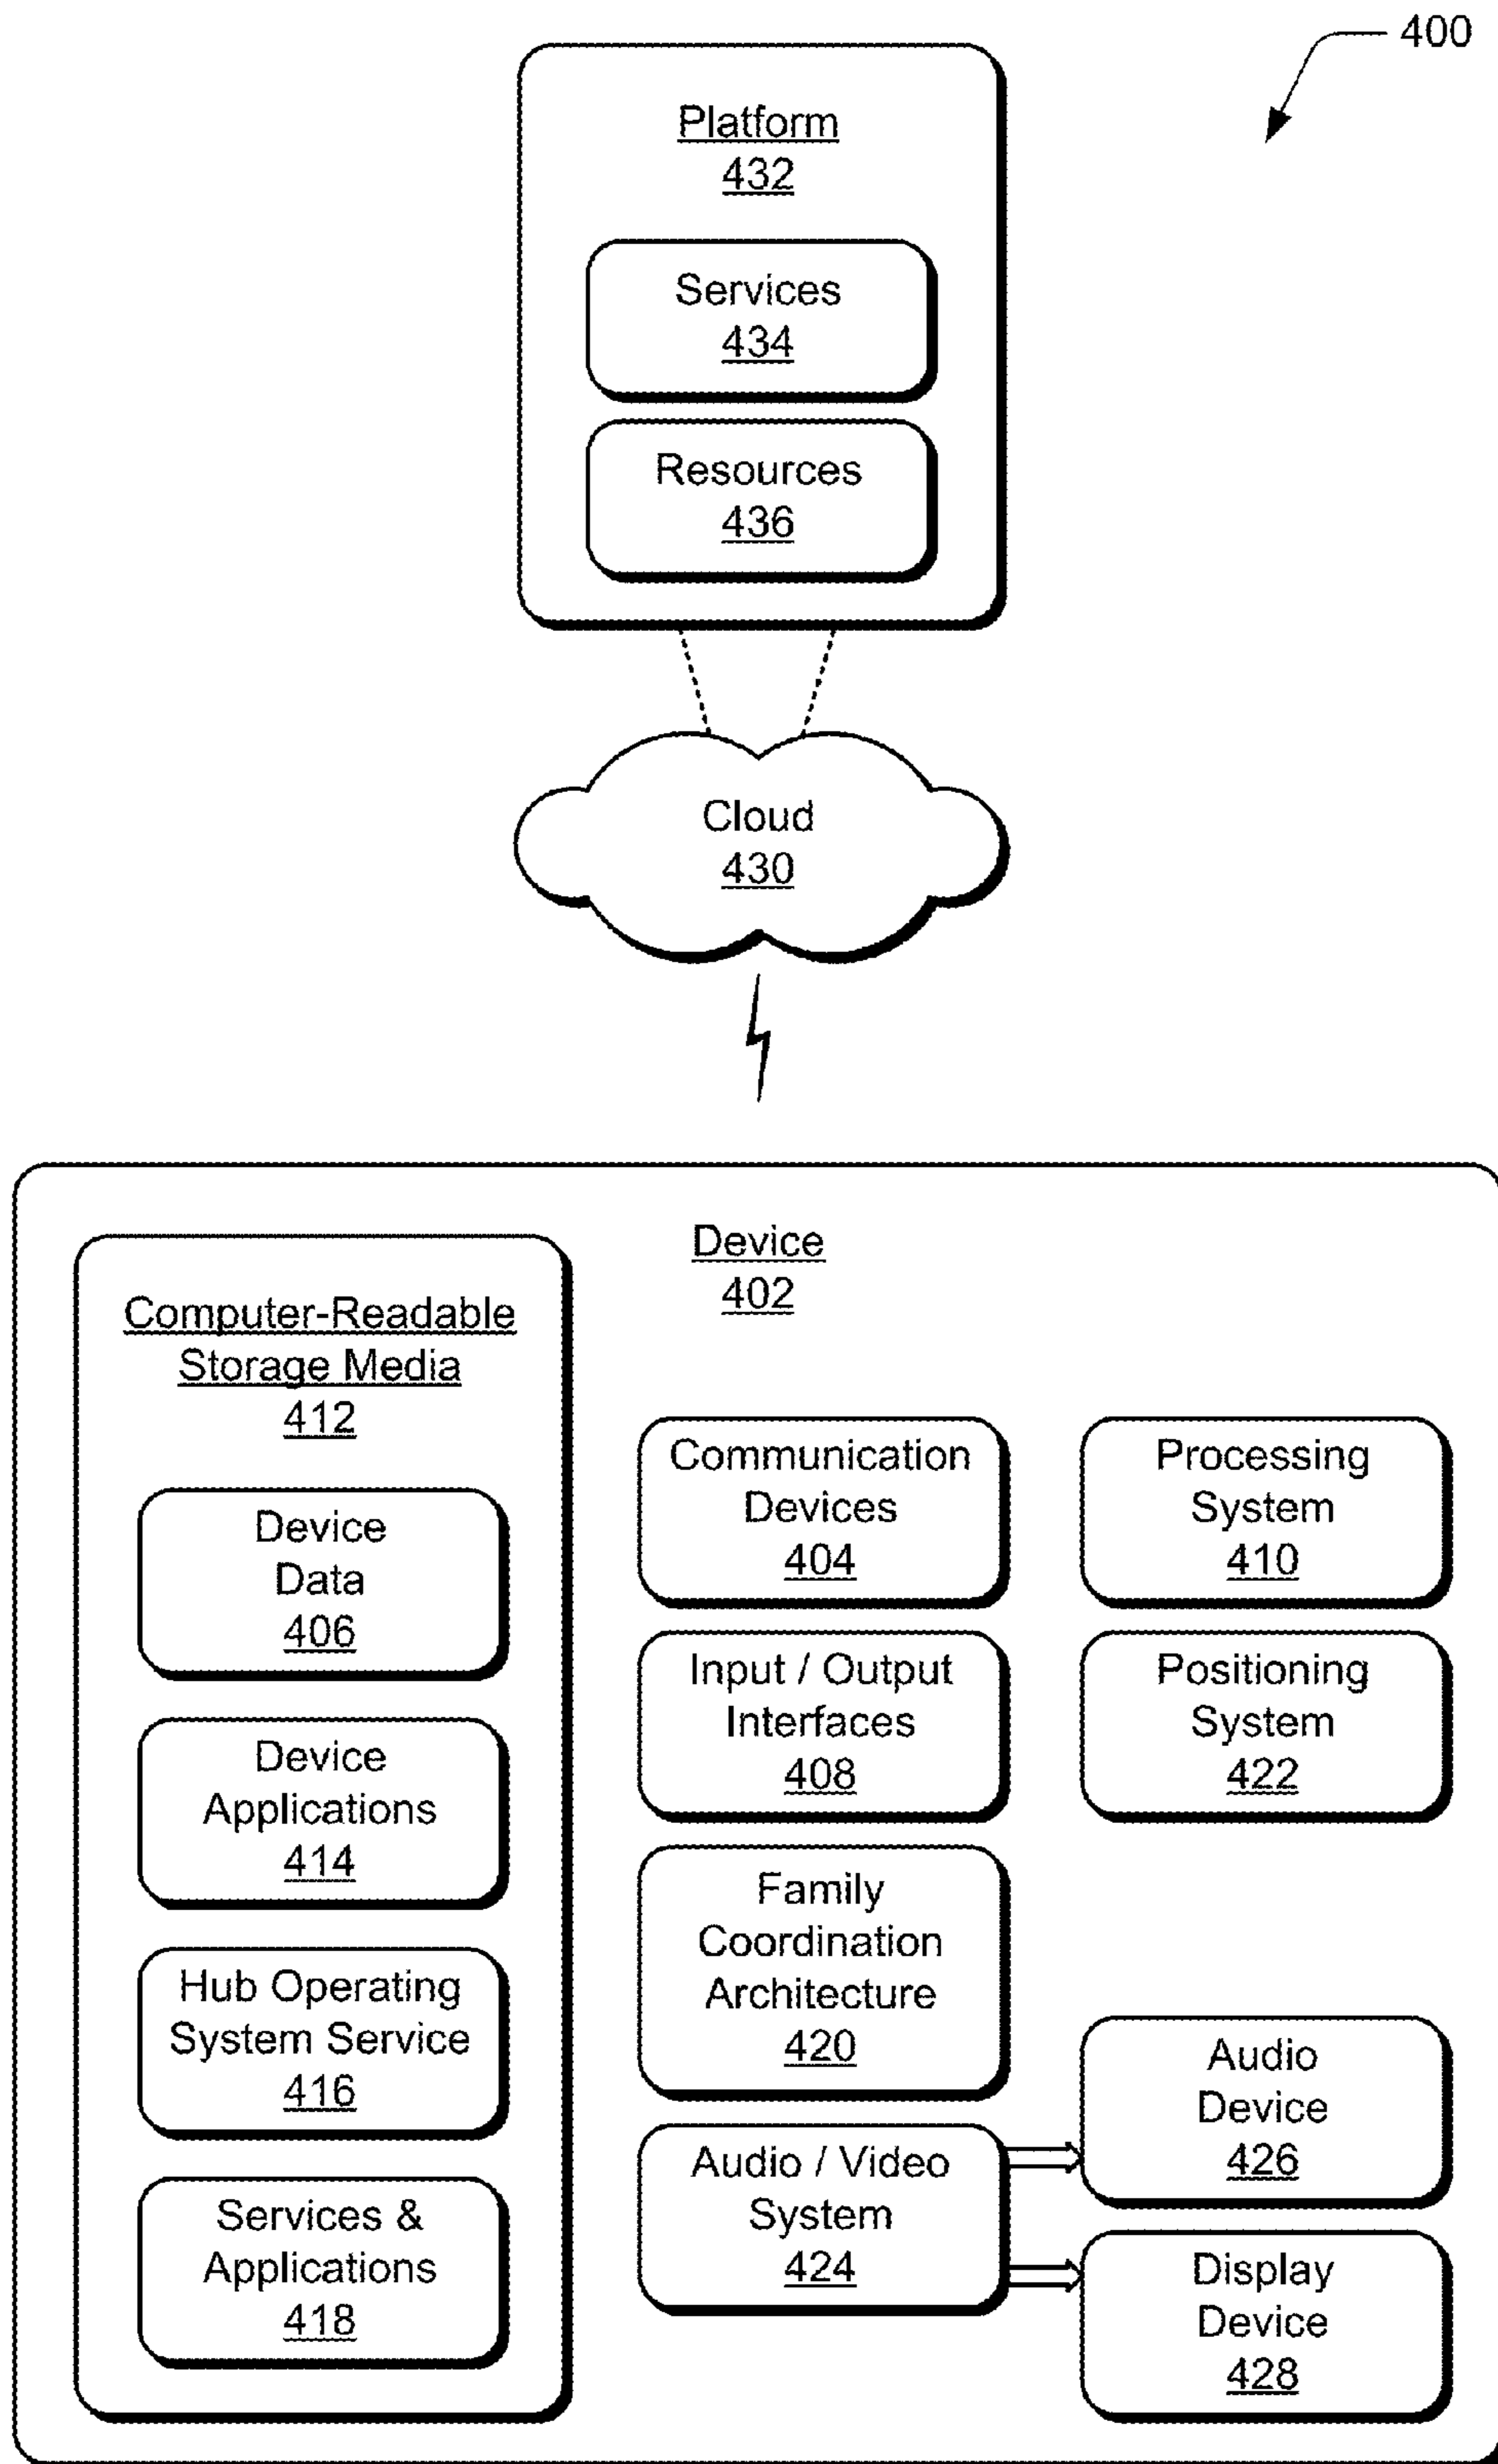 400
Platform
432
Services
434
Resources
436
Cloud
430
Device
402
Computer-Readable
Storage Media
412
Device
Data
406
Device
Applications
414
Hub Operating
System Service
416
Services &
Applications
418
Communication
Devices
404
Processing
System
410
Input / Output
Interfaces
408
Positioning
System
422
Family
Coordination
Architecture
420
Audio / Video
System
424
Audio
Device
426
Display
Device
428